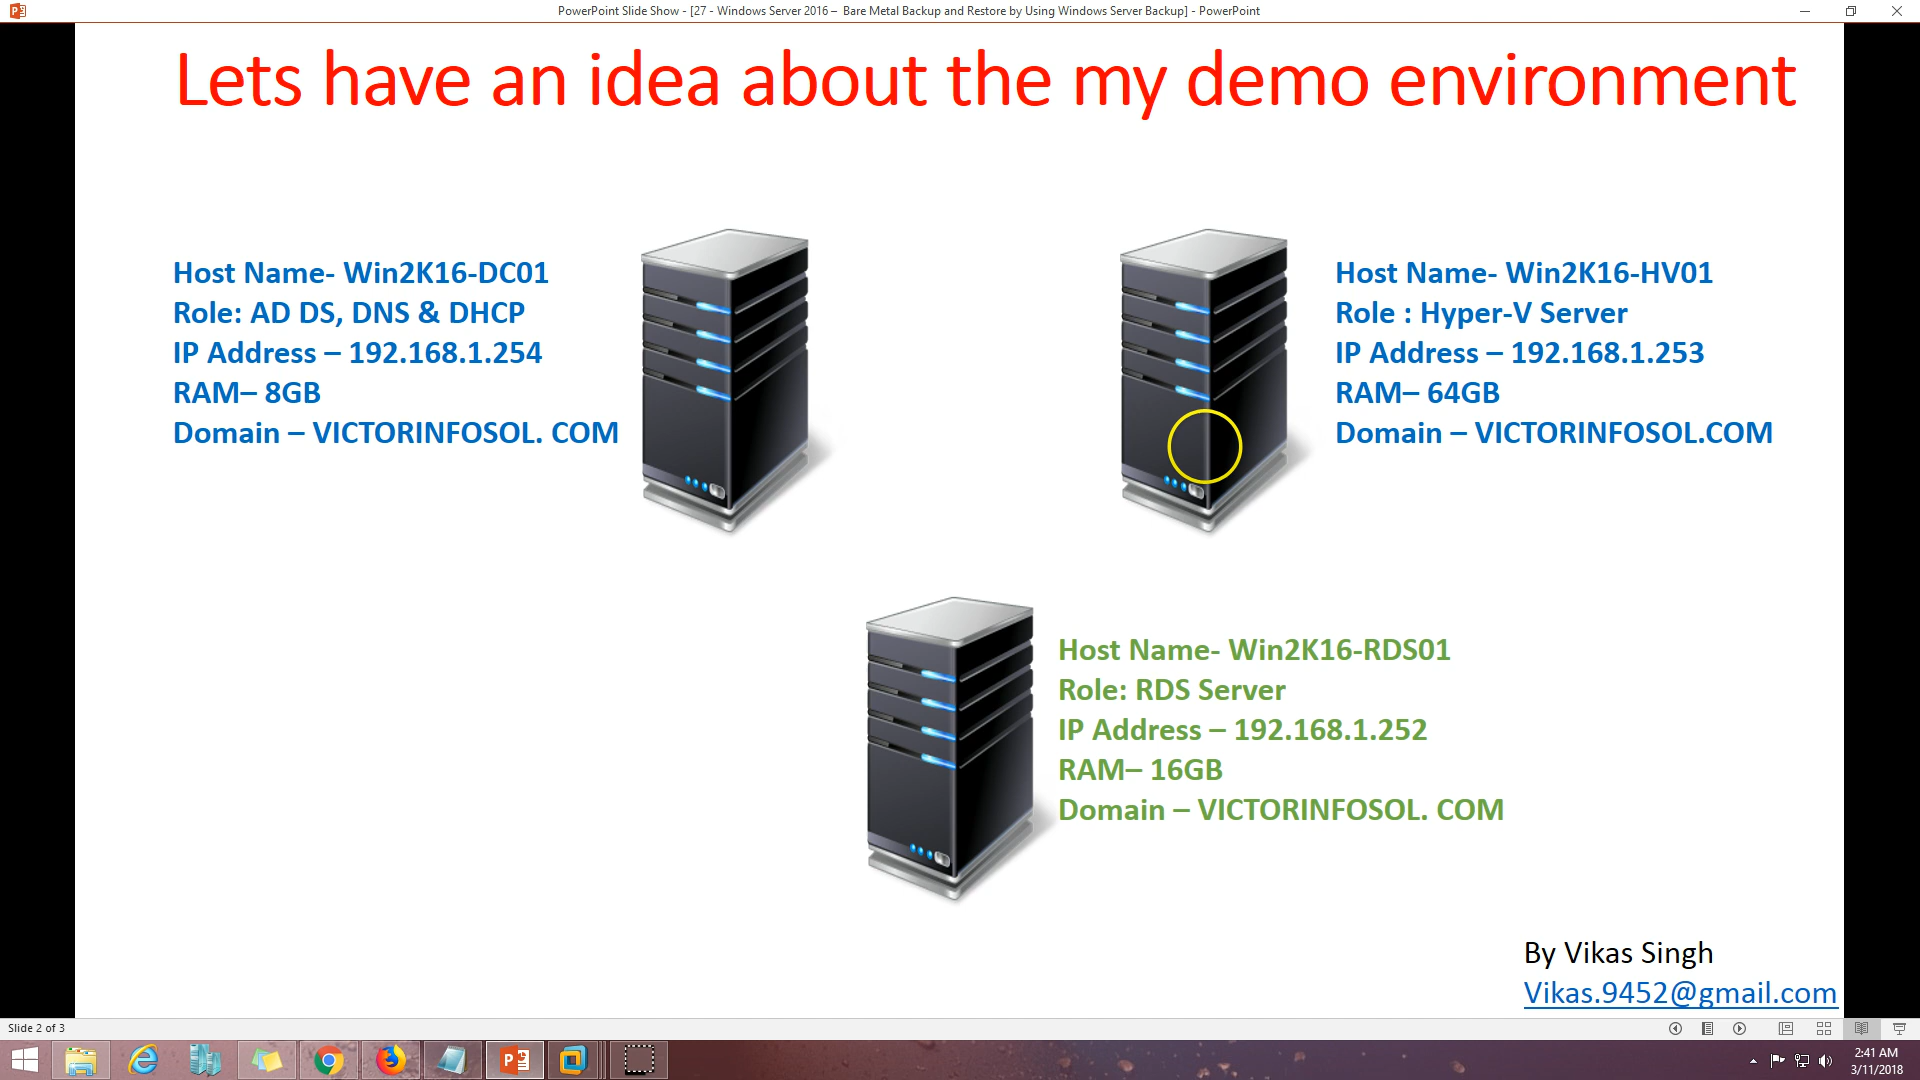 PowerPoint Slide Show - [27 - Windows Server 2016 – Bare Metal Backup and Restore by Using Windows Server Backup] - PowerPoint
Lets have an idea about the my demo environment
Host Name- Win2K16-DC01
Role: AD DS, DNS & DHCP
IP Address – 192.168.1.254
RAM– 8GB
Domain – VICTORINFOSOL. COM
Host Name- Win2K16-HV01
Role : Hyper-V Server
IP Address – 192.168.1.253
RAM– 64GB
Domain – VICTORINFOSOL.COM
Host Name- Win2K16-RDS01
Role: RDS Server
IP Address – 192.168.1.252
RAM– 16GB
Domain – VICTORINFOSOL. COM
By Vikas Singh
Vikas.9452@gmail.com
Slide 2 of 3
2:41 AM
3/11/2018